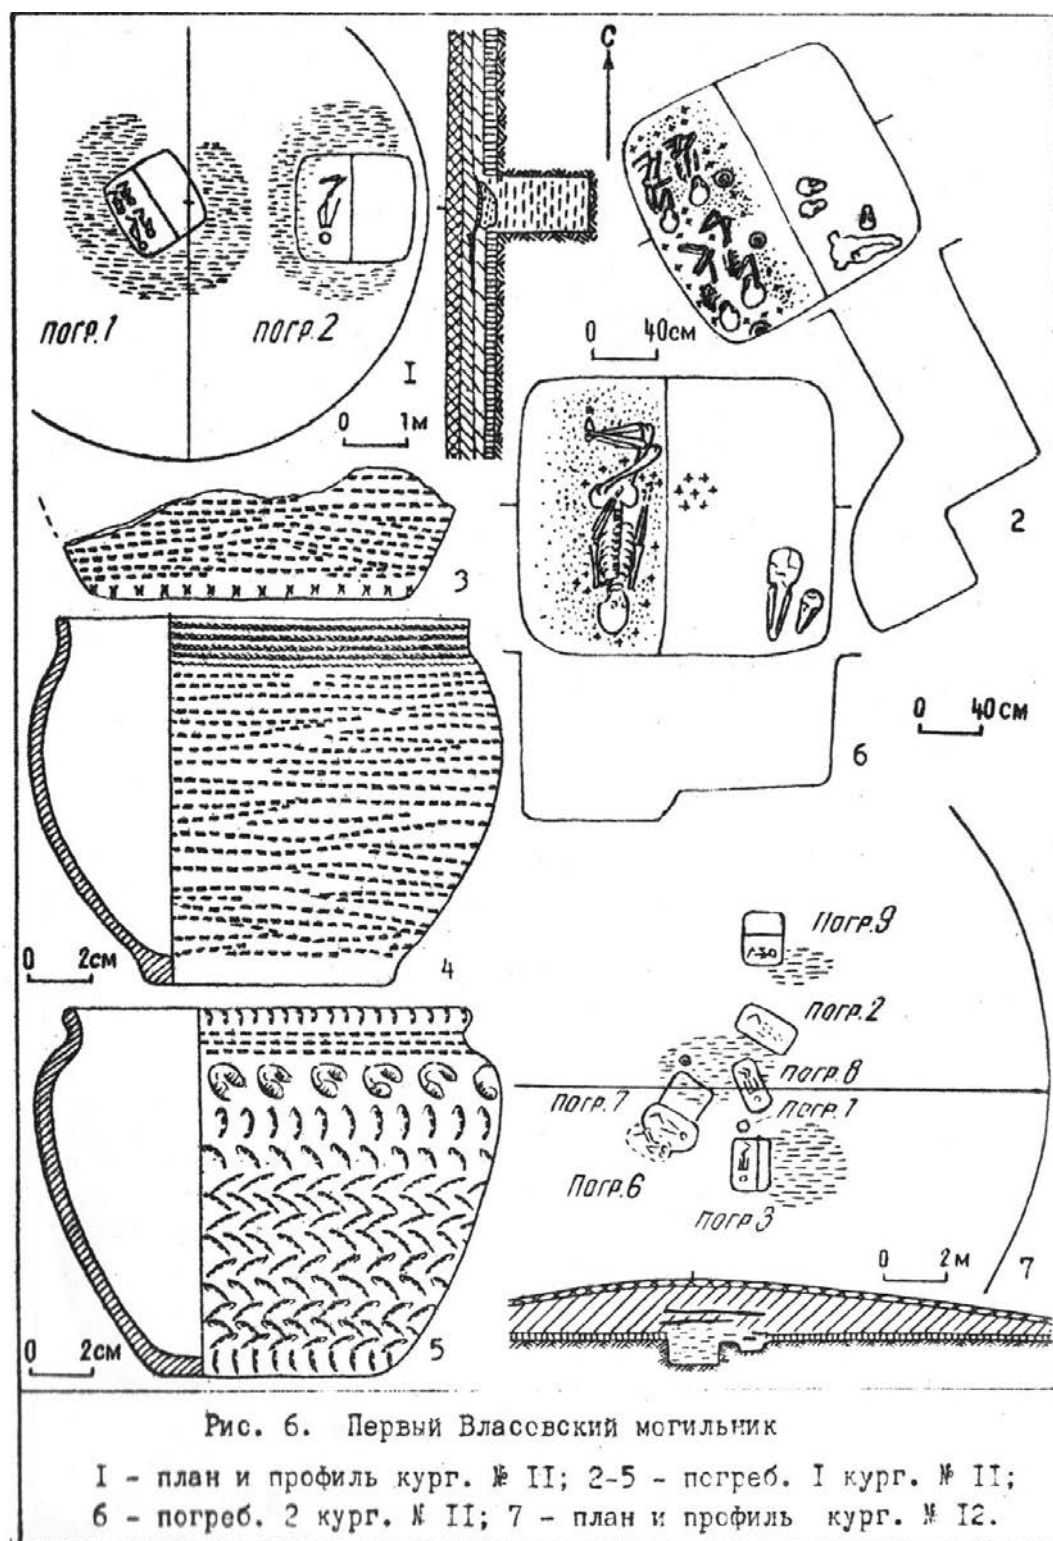 С
погр.1
погр.2
I
0 1м
0 40см
2
3
0 40см
6
0 2см
4
Погр.9
погр.2
погр.8
погр.7
погр.1
Погр.6
погр3
0 2м
7
0 2см
5
Рис. 6. Первый Власовский могильник
I - план и профиль кург. № II; 2-5 - погреб. I кург. № II;
6 - погреб. 2 кург. № II; 7 - план и профиль кург. № I2.